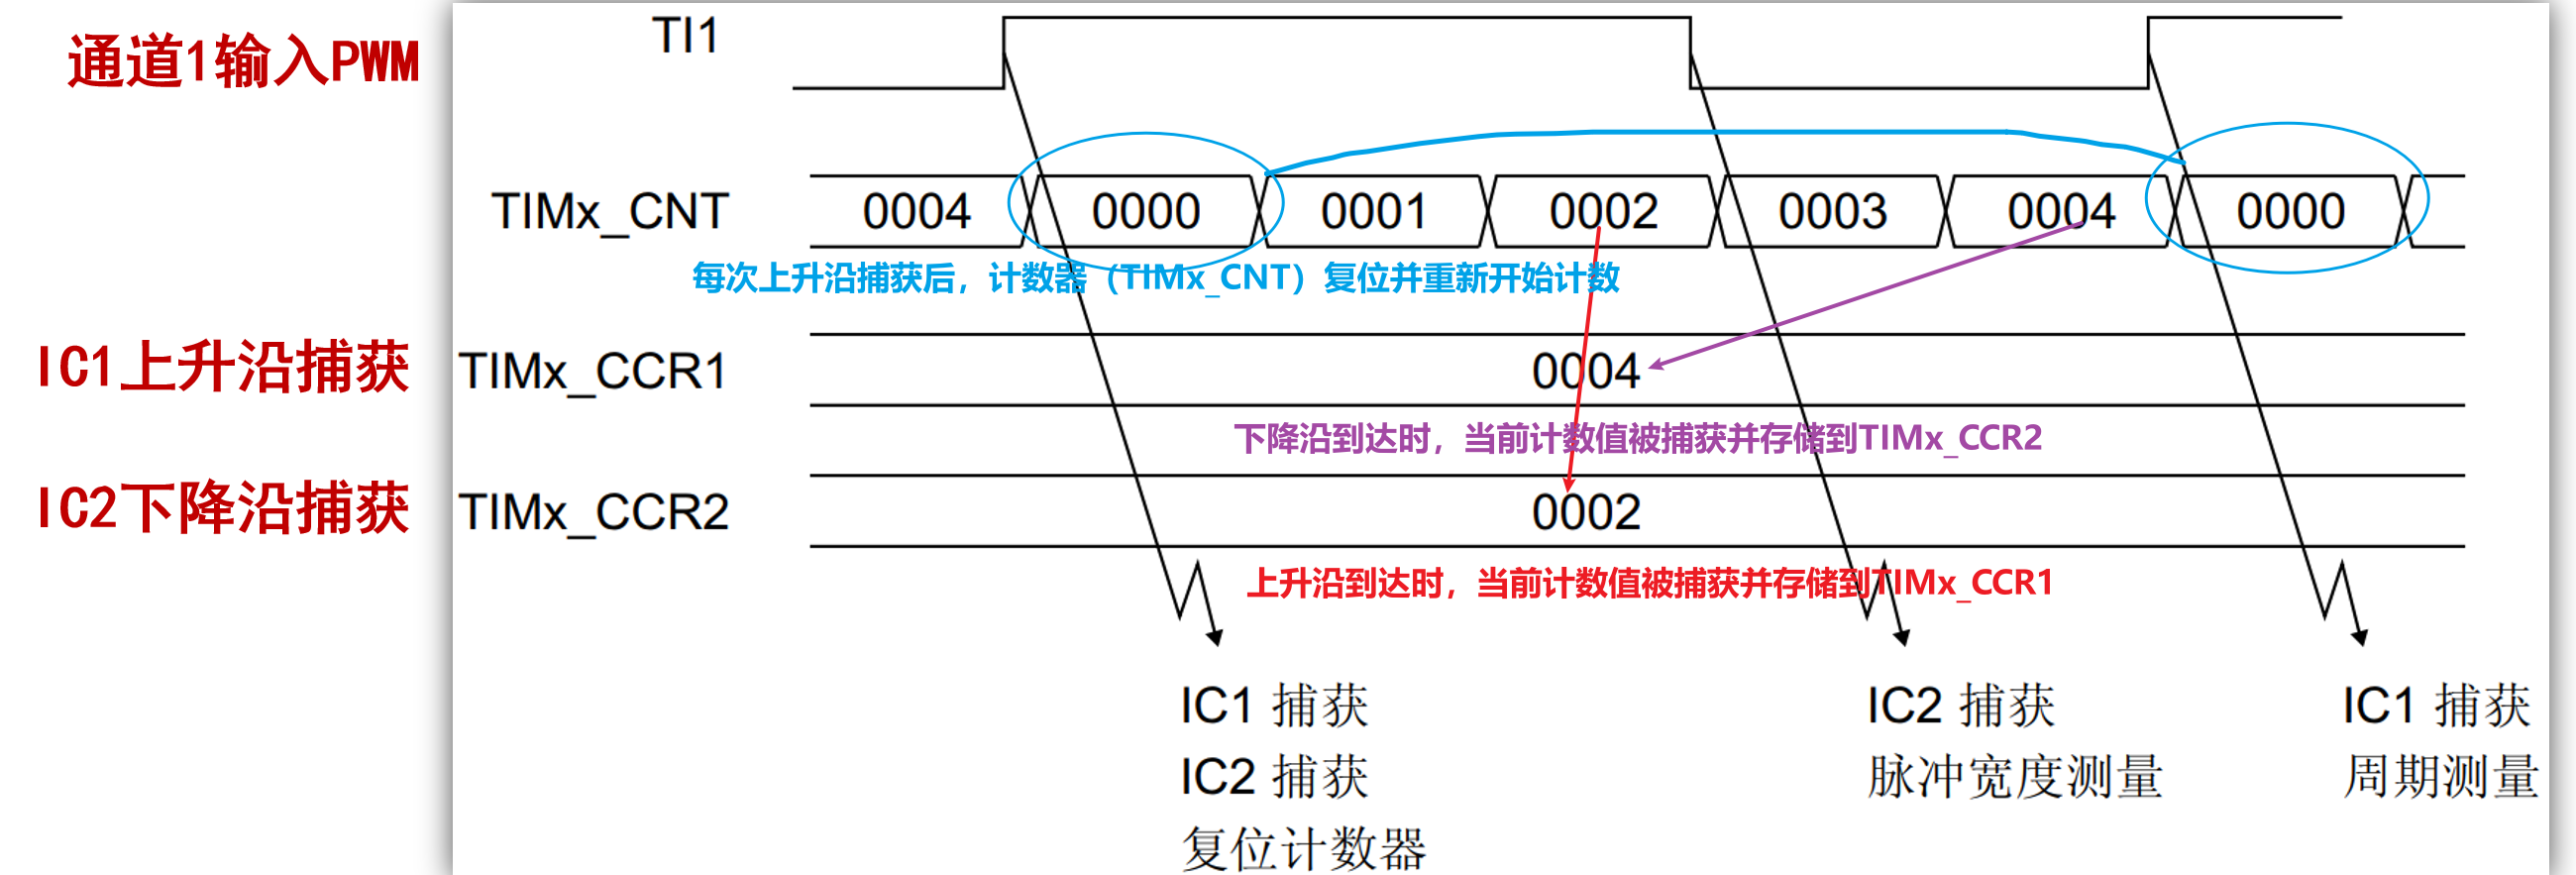 通道1输入PWM
TI1
TIMx_CNT
0004
0000
0001
0002
0003
0004
0000
每次上升沿捕获后，计数器（TIMx_CNT）复位并重新开始计数
IC1上升沿捕获
TIMx_CCR1
0004
下降沿到达时，当前计数值被捕获并存储到TIMx_CCR2
IC2下降沿捕获
TIMx_CCR2
0002
上升沿到达时，当前计数值被捕获并存储到TIMx_CCR1
IC1 捕获
IC2 捕获
复位计数器
IC2 捕获
脉冲宽度测量
IC1 捕获
周期测量